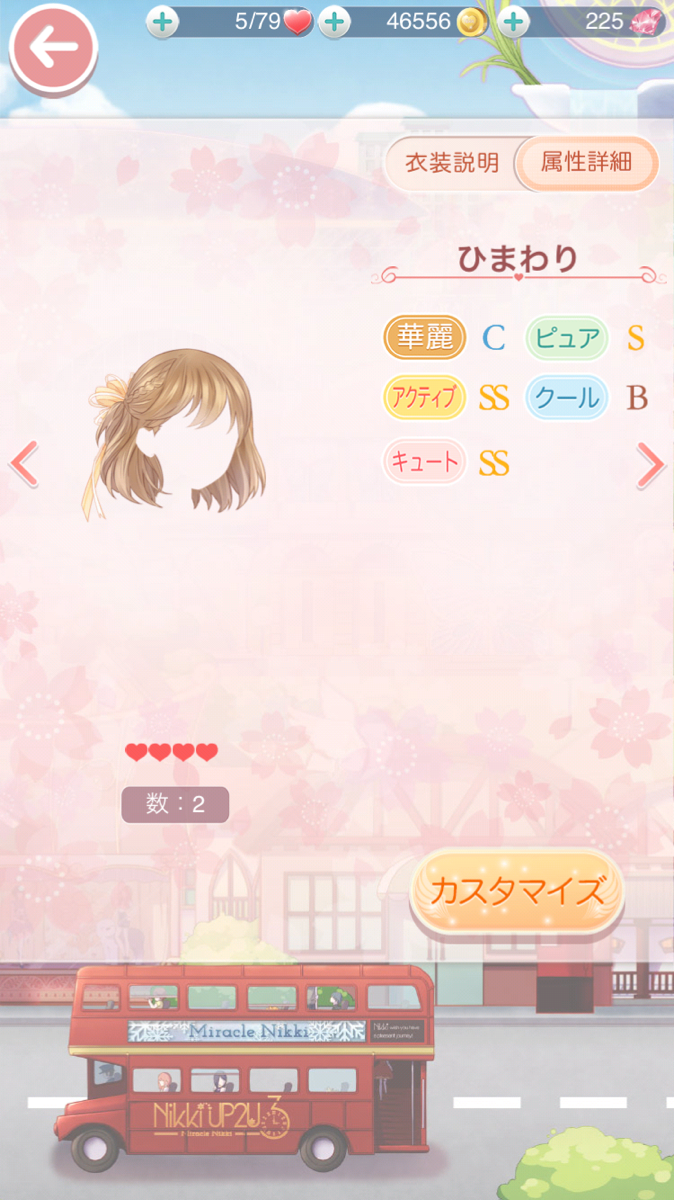 5/79
46556
225
衣装説明
属性詳細
ひまわり
華麗 C ピュア S
アクティブ SS クール B
キュート SS
数：2
カスタマイズ
Miracle Nikki
Nikki UP2U 3
Miracle Nikki